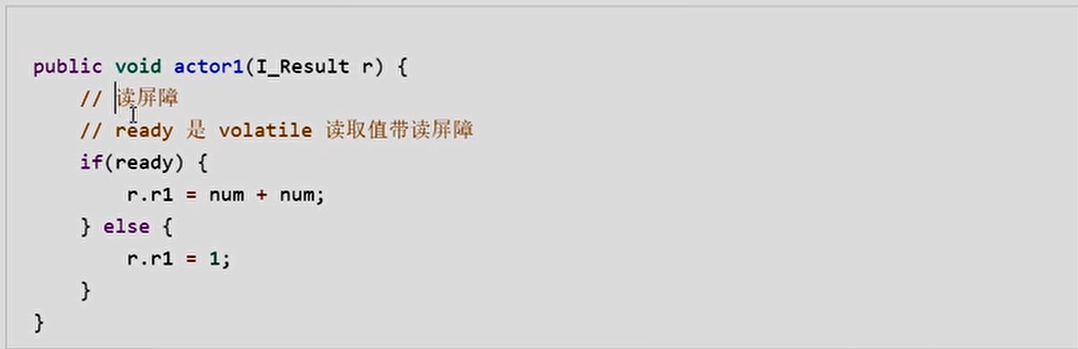 public void actor1(I_Result r) {
// 读屏障
// ready 是 volatile 读取值带读屏障
if(ready) {
r.r1 = num + num;
} else {
r.r1 = 1;
}
}